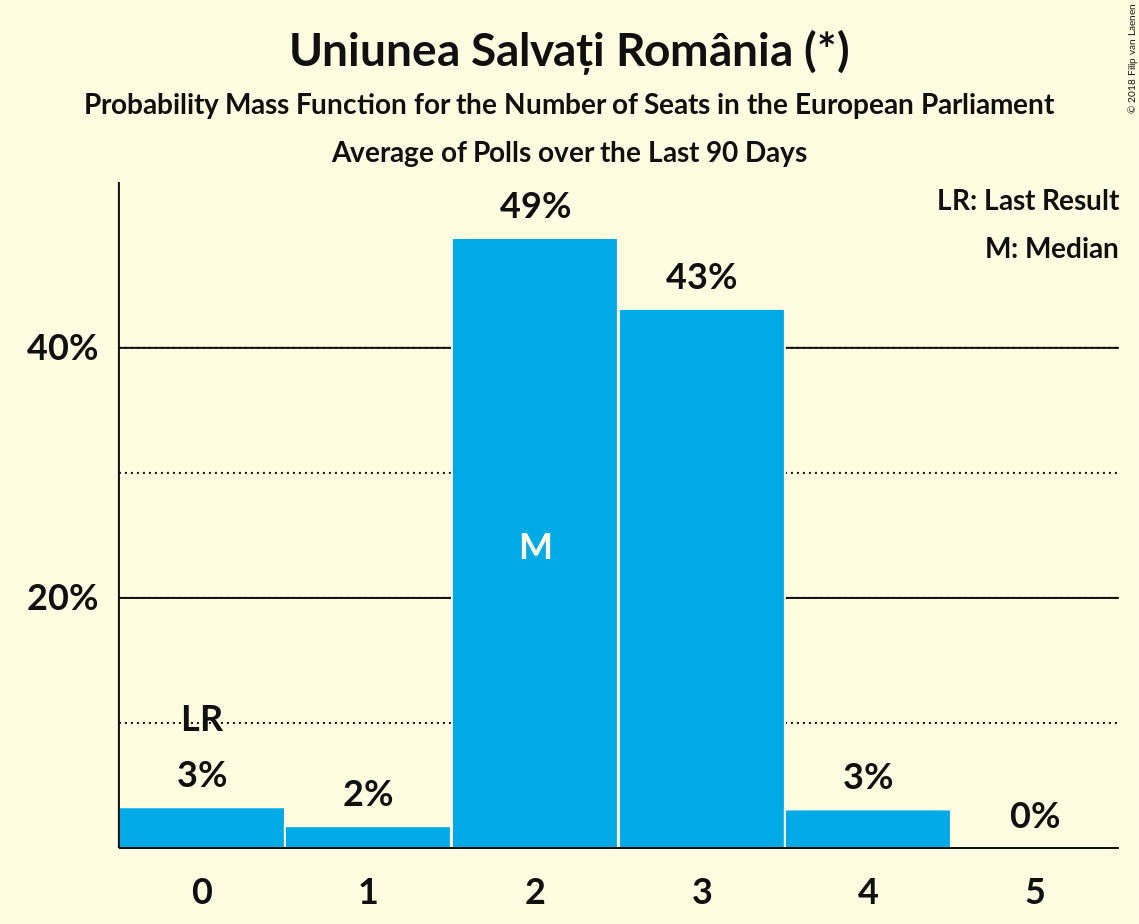 Uniunea Salvați România (*)
Probability Mass Function for the Number of Seats in the European Parliament
Average of Polls over the Last 90 Days
© 2018 Filip van Laenen
LR: Last Result
M: Median
49%
43%
40%
M
20%
LR
3%
2%
3%
0%
0 1 2 3 4 5